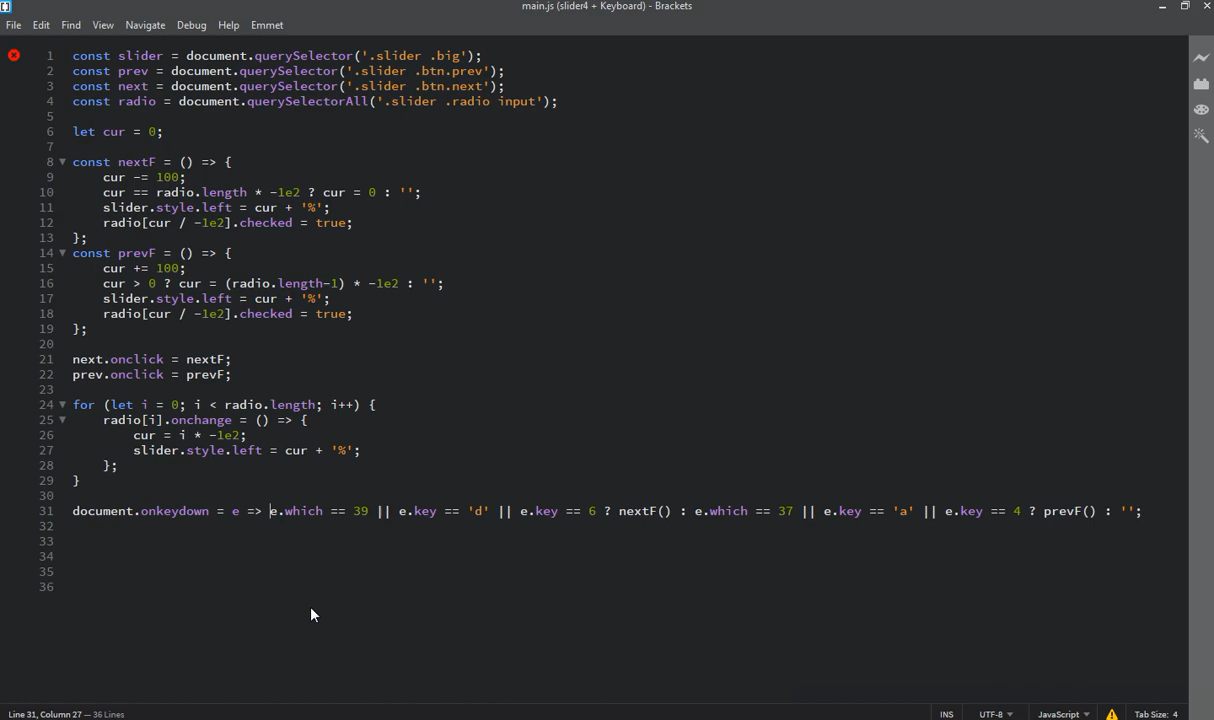 main.js (slider4 + Keyboard) - Brackets
File Edit Find View Navigate Debug Help Emmet
1 const slider = document.querySelector('.slider .big');
2 const prev = document.querySelector('.slider .btn.prev');
3 const next = document.querySelector('.slider .btn.next');
4 const radio = document.querySelectorAll('.slider .radio input');
5
6 let cur = 0;
7
8 const nextF = () => {
9     cur -= 100;
10     cur == radio.length * -1e2 ? cur = 0 : '';
11     slider.style.left = cur + '%';
12     radio[cur / -1e2].checked = true;
13 };
14 const prevF = () => {
15     cur += 100;
16     cur > 0 ? cur = (radio.length-1) * -1e2 : '';
17     slider.style.left = cur + '%';
18     radio[cur / -1e2].checked = true;
19 };
20
21 next.onclick = nextF;
22 prev.onclick = prevF;
23
24 for (let i = 0; i < radio.length; i++) {
25     radio[i].onchange = () => {
26         cur = i * -1e2;
27         slider.style.left = cur + '%';
28     };
29 }
30
31 document.onkeydown = e => e.which == 39 || e.key == 'd' || e.key == 6 ? nextF() : e.which == 37 || e.key == 'a' || e.key == 4 ? prevF() : '';
32
33
34
35
36
Line 31, Column 27 — 36 Lines INS UTF-8 JavaScript Tab Size: 4